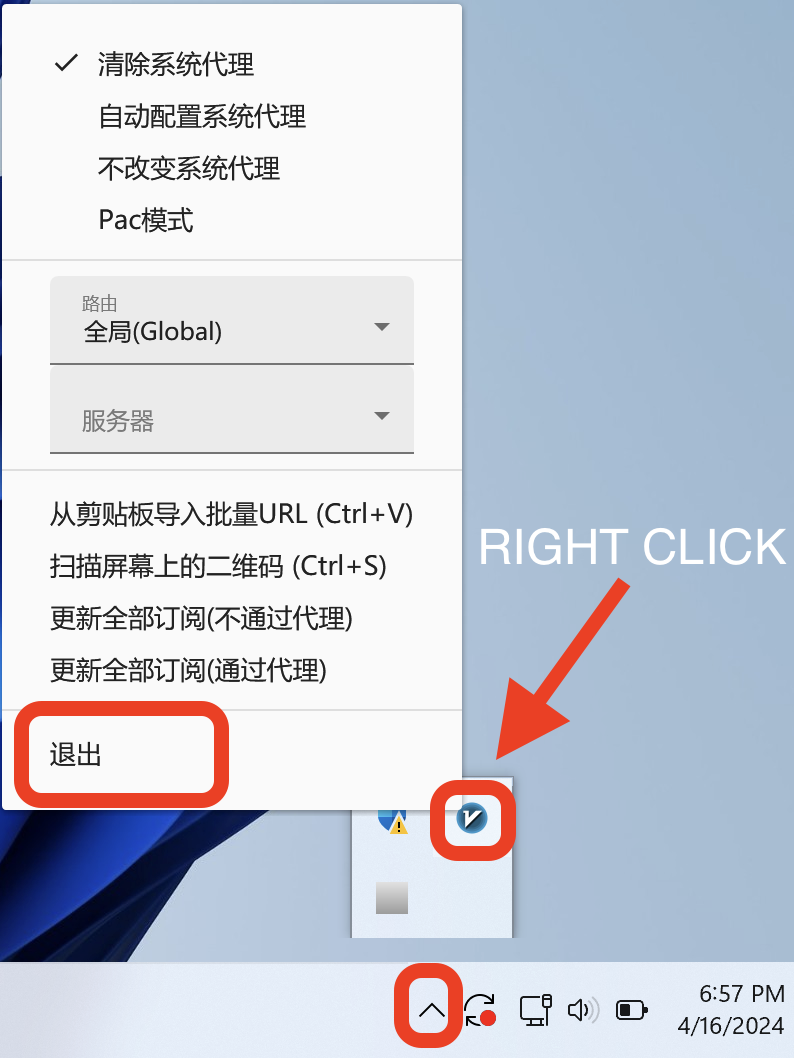 清除系统代理
自动配置系统代理
不改变系统代理
Pac模式
路由
全局(Global)
服务器
从剪贴板导入批量URL (Ctrl+V)
扫描屏幕上的二维码 (Ctrl+S)
更新全部订阅(不通过代理)
更新全部订阅(通过代理)
退出
RIGHT CLICK
6:57 PM
4/16/2024